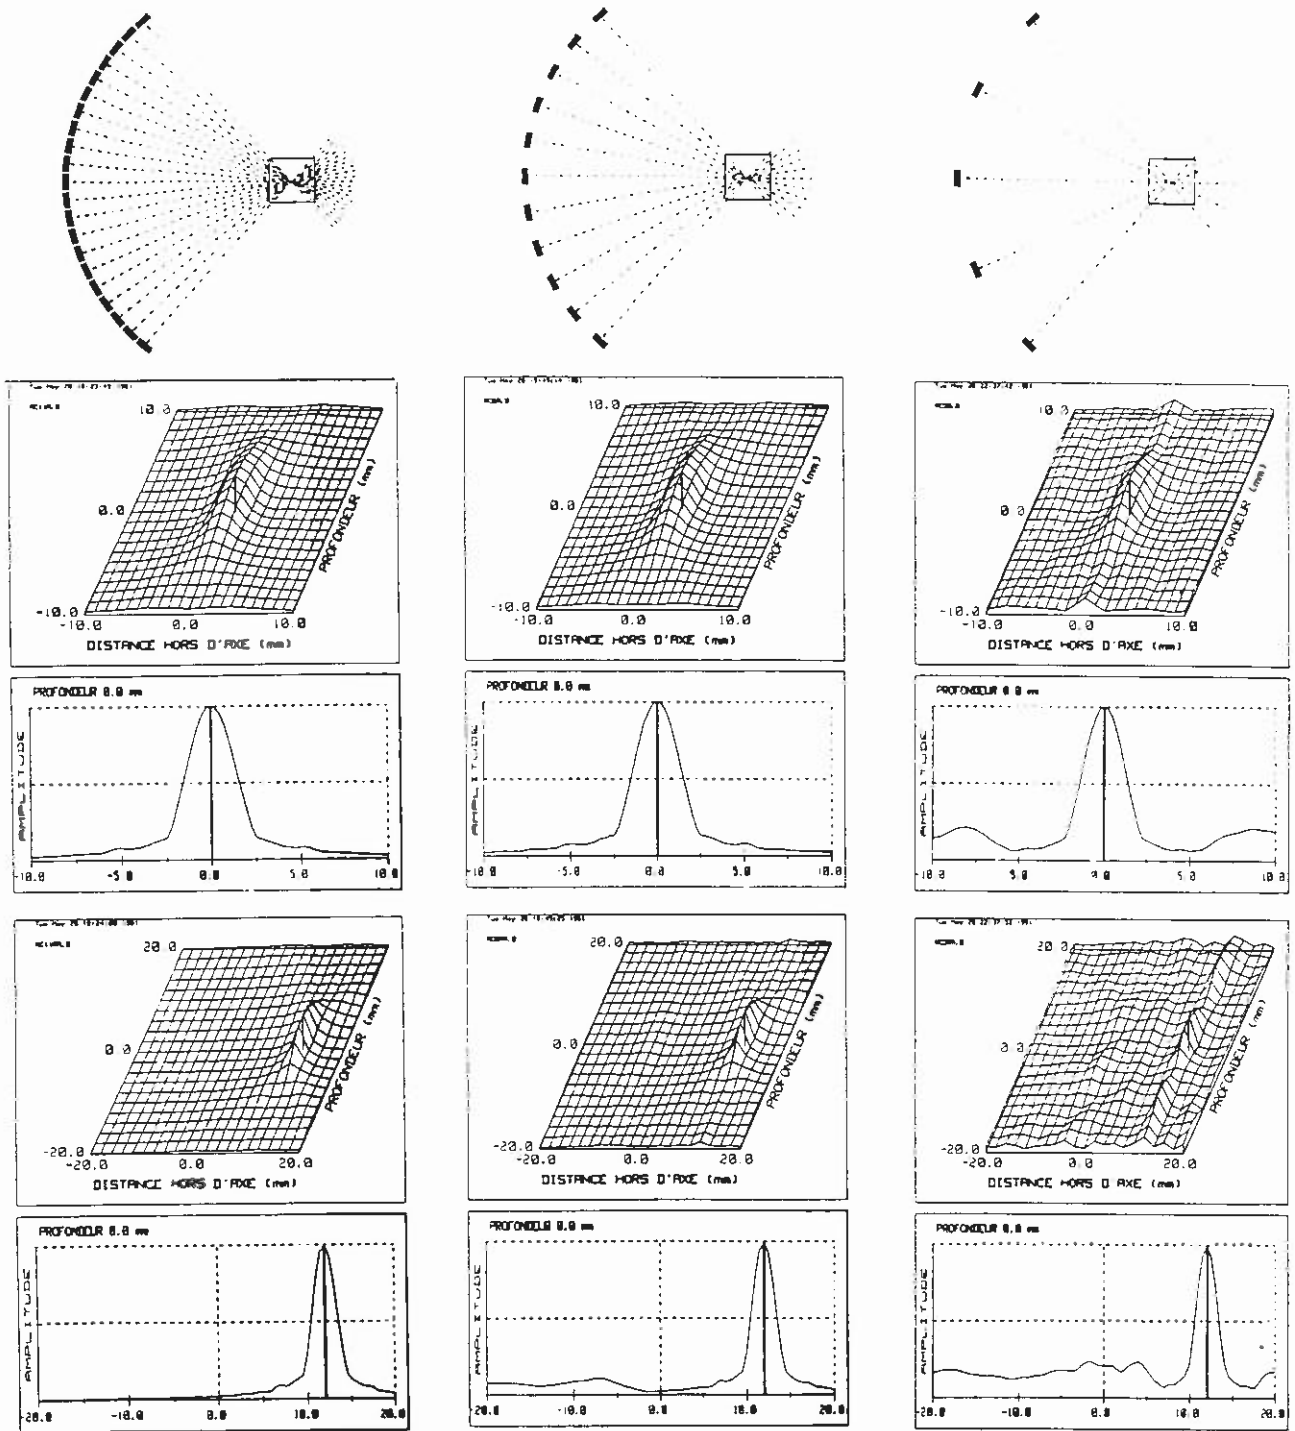 10.0
0.0
-10.0
-10.0 0.0 10.0
PROFONDEUR (mm)
DISTANCE HORS D'AXE (mm)
10.0
0.0
-10.0
-10.0 0.0 10.0
PROFONDEUR (mm)
DISTANCE HORS D'AXE (mm)
10.0
0.0
-10.0
-10.0 0.0 10.0
PROFONDEUR (mm)
DISTANCE HORS D'AXE (mm)
PROFONDEUR 0.0 mm
AMPLITUDE
-10.0 -5.0 0.0 5.0 10.0
PROFONDEUR 0.0 mm
AMPLITUDE
-10.0 -5.0 0.0 5.0 10.0
PROFONDEUR 0.0 mm
AMPLITUDE
-10.0 5.0 0.0 5.0 10.0
20.0
0.0
-20.0
-20.0 0.0 20.0
PROFONDEUR (mm)
DISTANCE HORS D'AXE (mm)
20.0
0.0
-20.0
-20.0 0.0 20.0
PROFONDEUR (mm)
DISTANCE HORS D'AXE (mm)
20.0
0.0
-20.0
-20.0 0.0 20.0
PROFONDEUR (mm)
DISTANCE HORS D AXE (mm)
PROFONDEUR 0.0 mm
AMPLITUDE
-20.0 -10.0 0.0 10.0 20.0
PROFONDEUR 0.0 mm
AMPLITUDE
-20.0 -10.0 0.0 10.0 20.0
PROFONDEUR 0.0 mm
AMPLITUDE
-20.0 -10.0 0.0 10.0 20.0